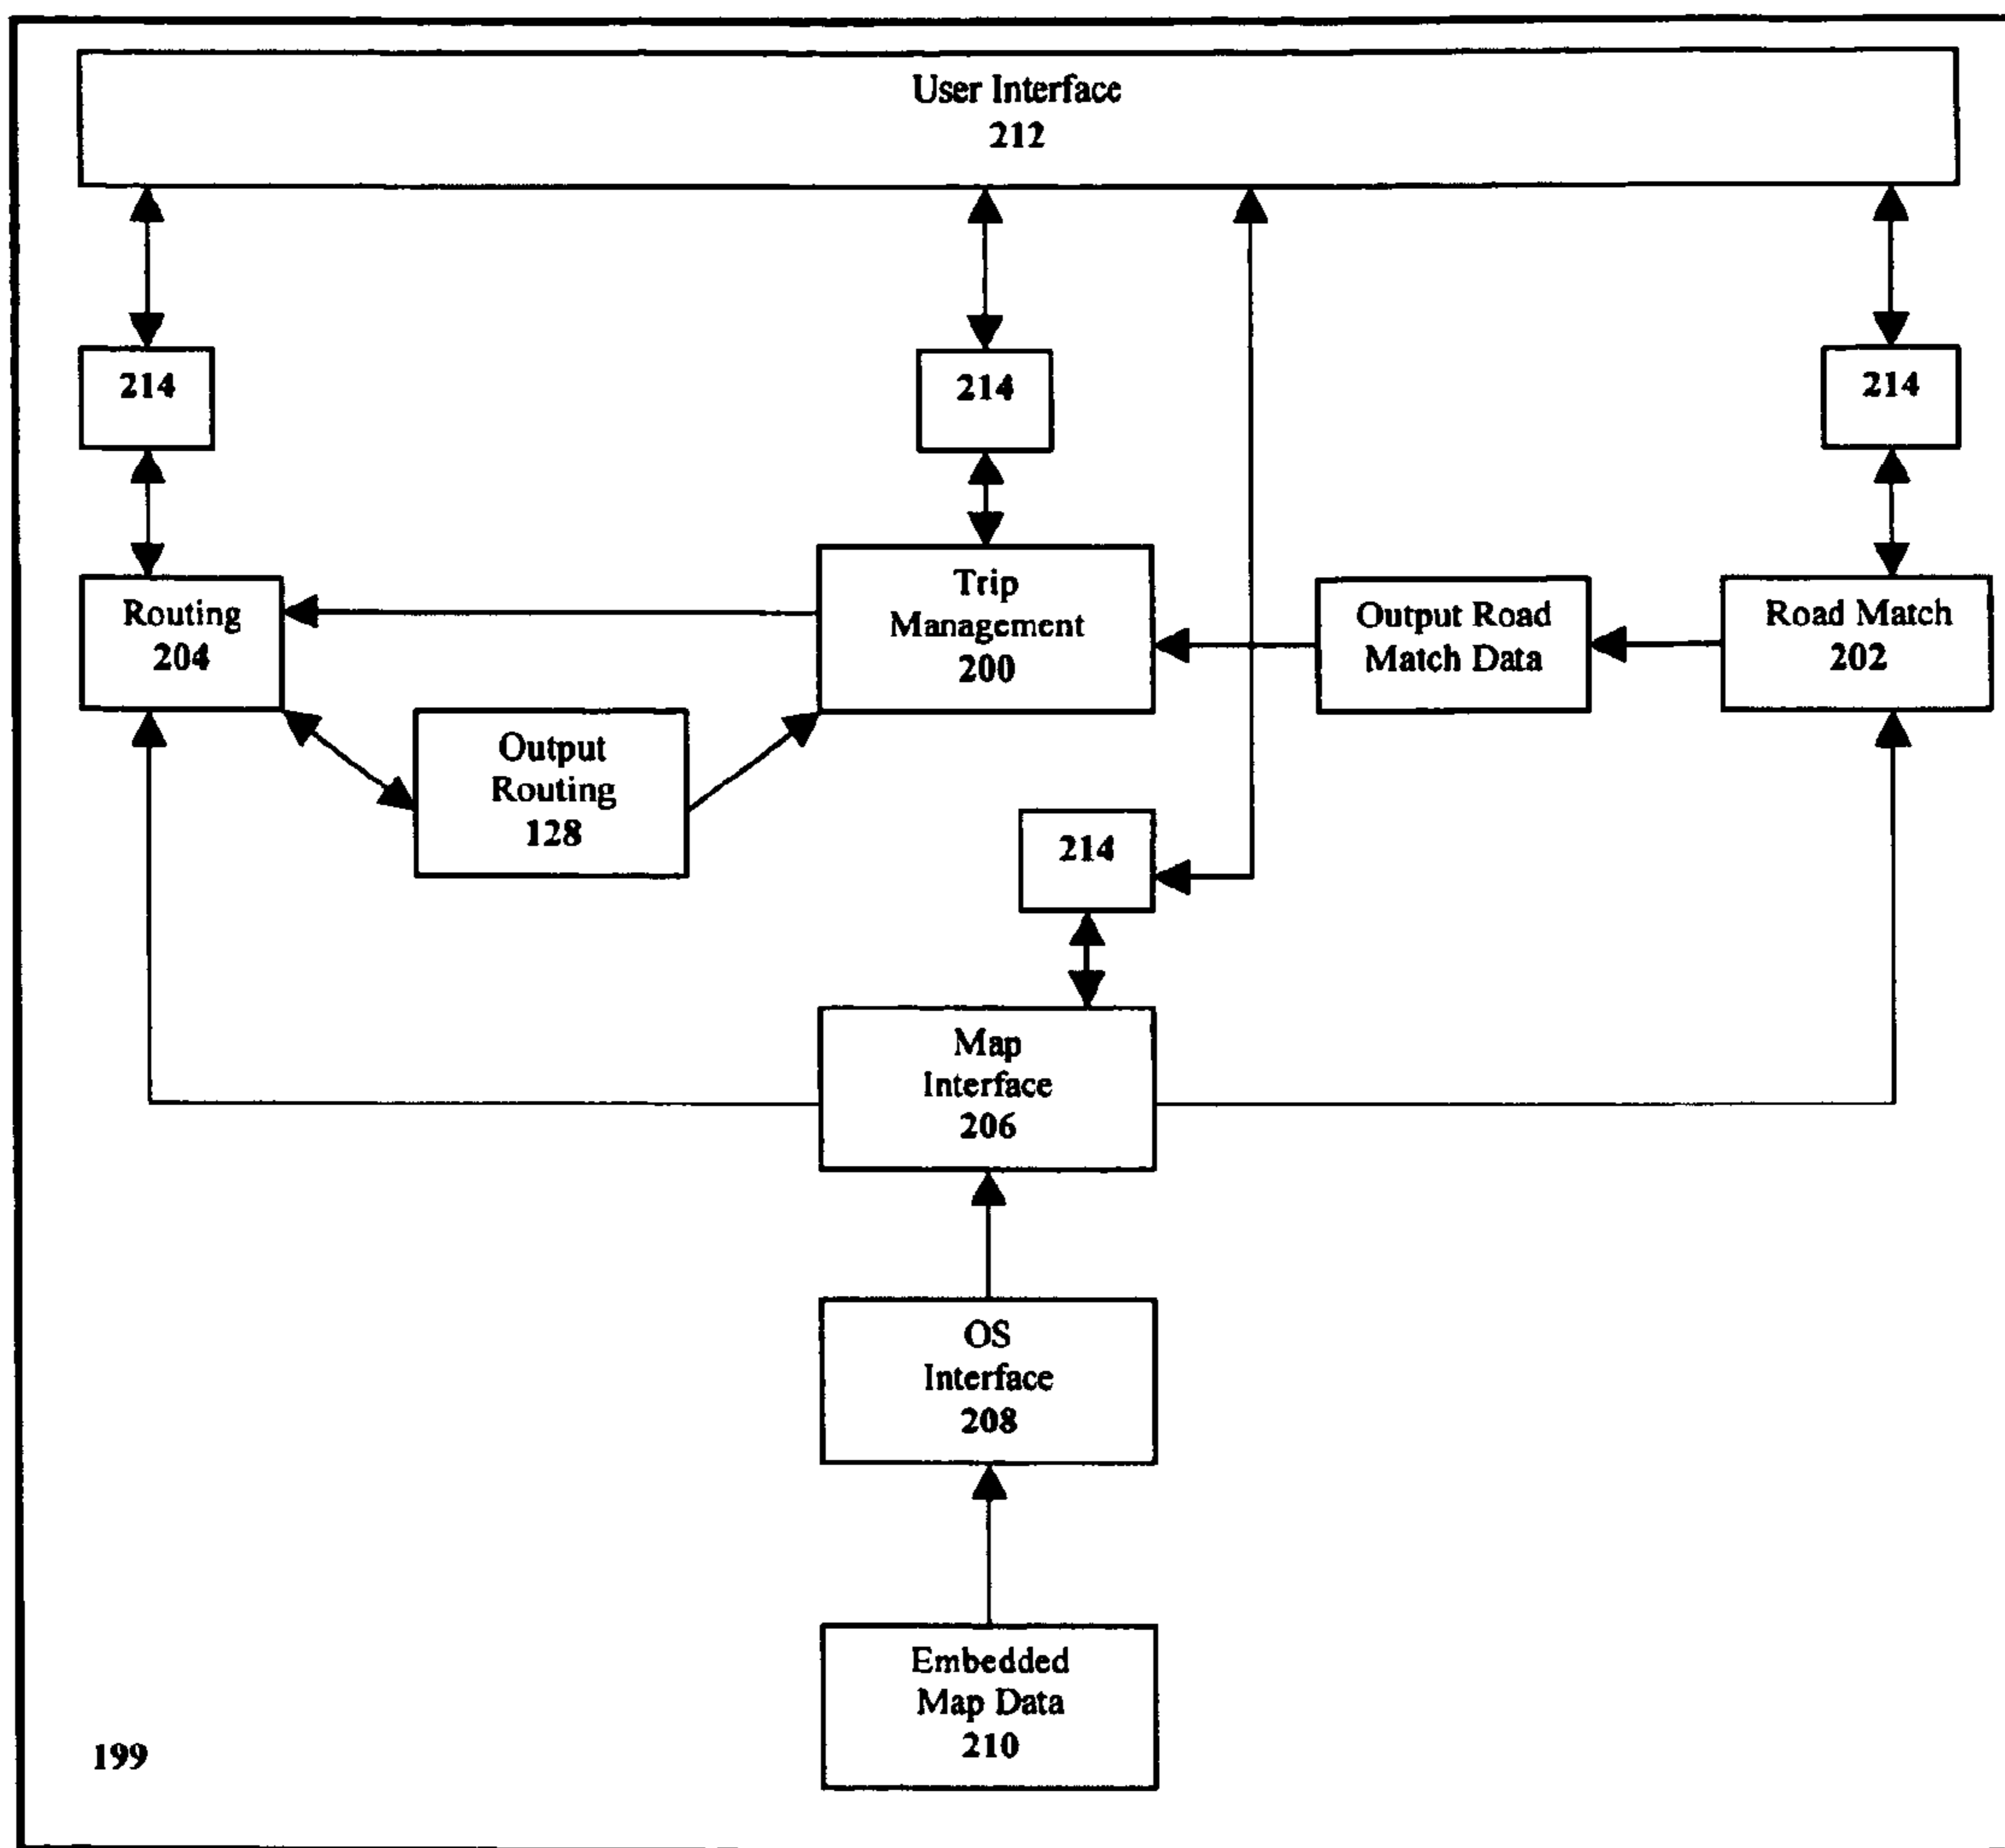 User Interface
212
214
214
214
Routing
204
Trip
Management
200
Output Road
Match Data
Road Match
202
Output
Routing
128
214
Map
Interface
206
OS
Interface
208
Embedded
Map Data
210
199